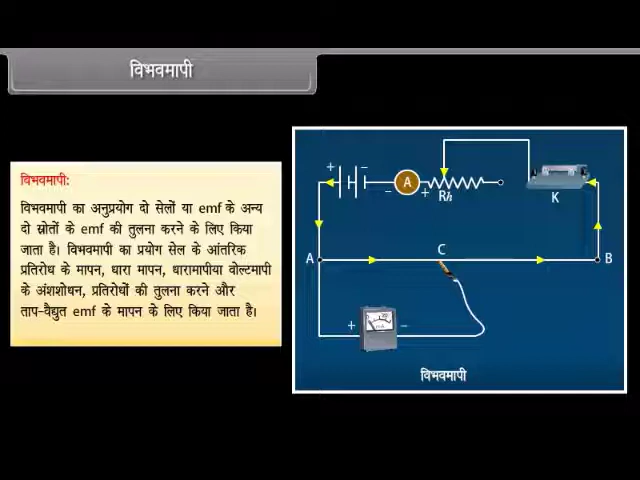 विभवमापी
विभवमापी:
विभवमापी का अनुप्रयोग दो सेलों या emf के अन्य
दो स्रोतों के emf की तुलना करने के लिए किया
जाता है। विभवमापी का प्रयोग सेल के आंतरिक
प्रतिरोध के मापन, धारा मापन, धारामापीया वोल्टमापी
के अंशशोधन, प्रतिरोधों की तुलना करने और
ताप-वैद्युत emf के मापन के लिए किया जाता है।
+ −
− A + Rh
K
A C B
+ −
विभवमापी